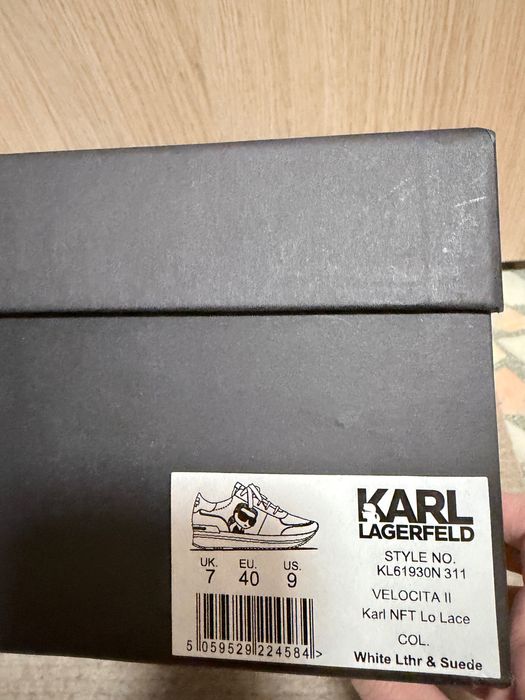 KARL
LAGERFELD
STYLE NO.
KL61930N 311
VELOCITA II
Karl NFT Lo Lace
COL.
White Lthr & Suede
UK. EU. US.
7 40 9
5 059529 224584 >